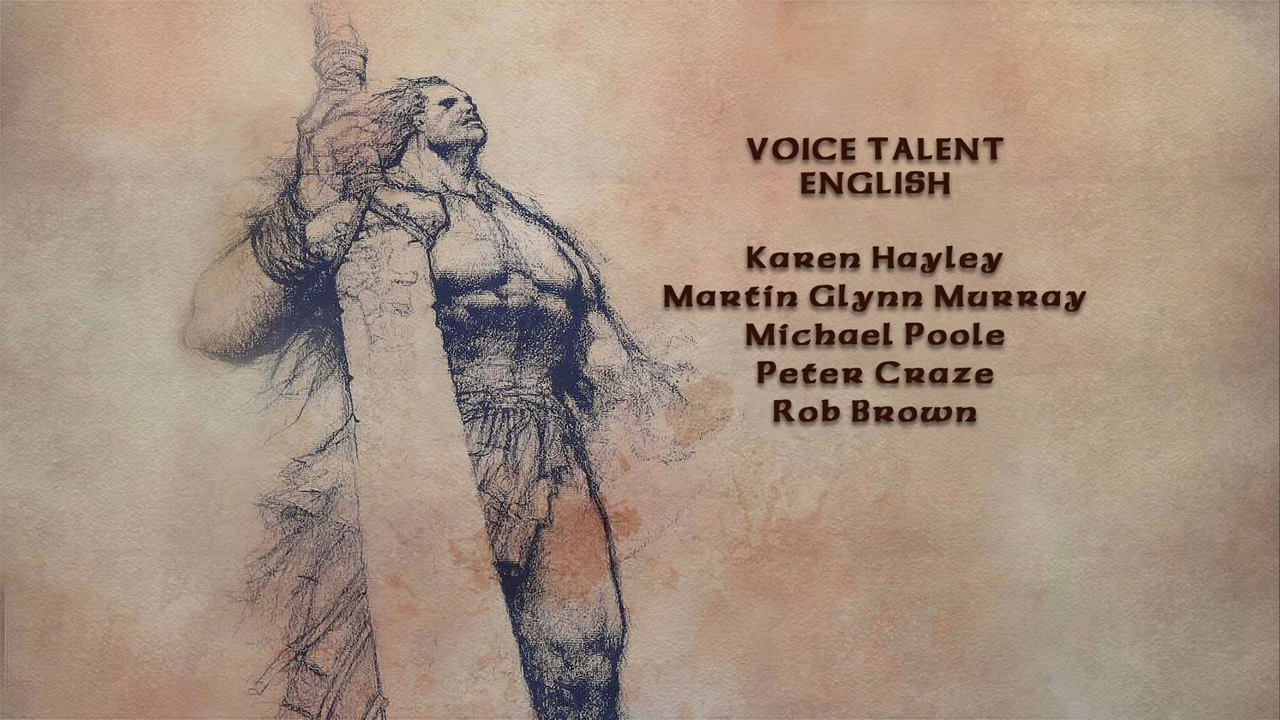 VOICE TALENT
ENGLISH
Karen Hayley
Martin Glynn Murray
Michael Poole
Peter Craze
Rob Brown